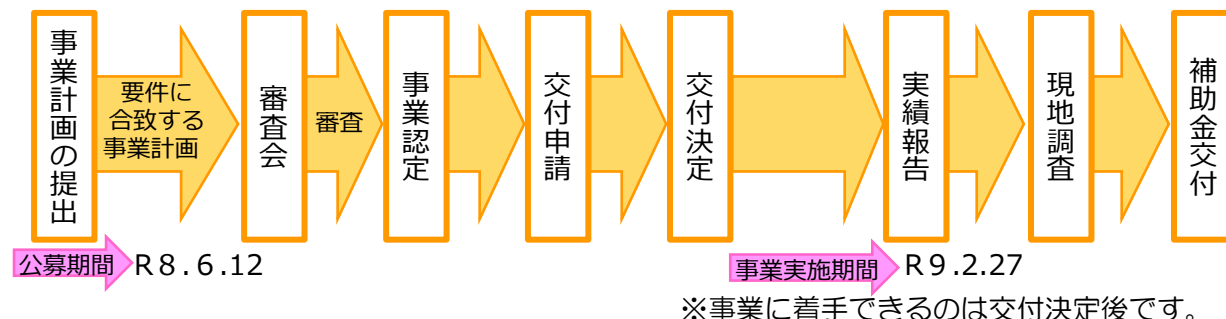 事業計画の提出
要件に
合致する
事業計画
審査会
審査
事業認定
交付申請
交付決定
実績報告
現地調査
補助金交付
公募期間 R8.6.12
事業実施期間 R9.2.27
※事業に着手できるのは交付決定後です。